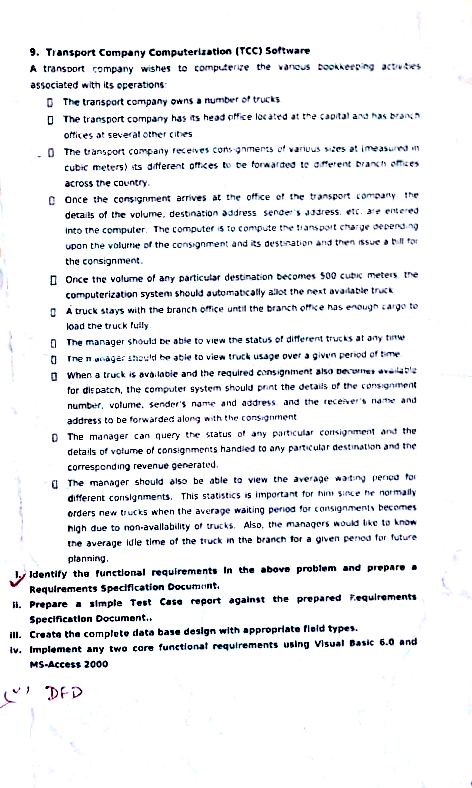 9. Transport Company Computerization (TCC) Software
A transport company wishes to computerize the various bookkeeping activities
associated with its operations
The transport company owns a number of trucks
The transport company has its head office located at the capital and has branch
offices at several other cities
The transport company receives consignments of various sizes at (measured in
cubic meters) its different offices to be forwarded to different branch offices
across the country.
Once the consignment arrives at the office of the transport company, the
details of the volume, destination address, sender's address, etc. are entered
into the computer. The computer is to compute the transport charge depending
upon the volume of the consignment and its destination and then issue a bill for
the consignment.
Once the volume of any particular destination becomes 500 cubic meters, the
computerization system should automatically allot the next available truck
A truck stays with the branch office until the branch office has enough cargo to
load the truck fully
The manager should be able to view the status of different trucks at any time
The manager should be able to view truck usage over a given period of time
When a truck is available and the required consignment also becomes available
for dispatch, the computer system should print the details of the consignment
number, volume, sender's name and address, and the receiver's name and
address to be forwarded along with the consignment
The manager can query the status of any particular consignment and the
details of volume of consignments handled to any particular destination and the
corresponding revenue generated.
The manager should also be able to view the average waiting period for
different consignments. This statistics is important for him since he normally
orders new trucks when the average waiting period for consignments becomes
high due to non-availability of trucks. Also, the managers would like to know
the average idle time of the truck in the branch for a given period for future
planning.
i. Identify the functional requirements in the above problem and prepare a
Requirements Specification Document.
ii. Prepare a simple Test Case report against the prepared Requirements
Specification Document..
iii. Create the complete data base design with appropriate field types.
iv. Implement any two core functional requirements using Visual Basic 6.0 and
MS-Access 2000
DFD